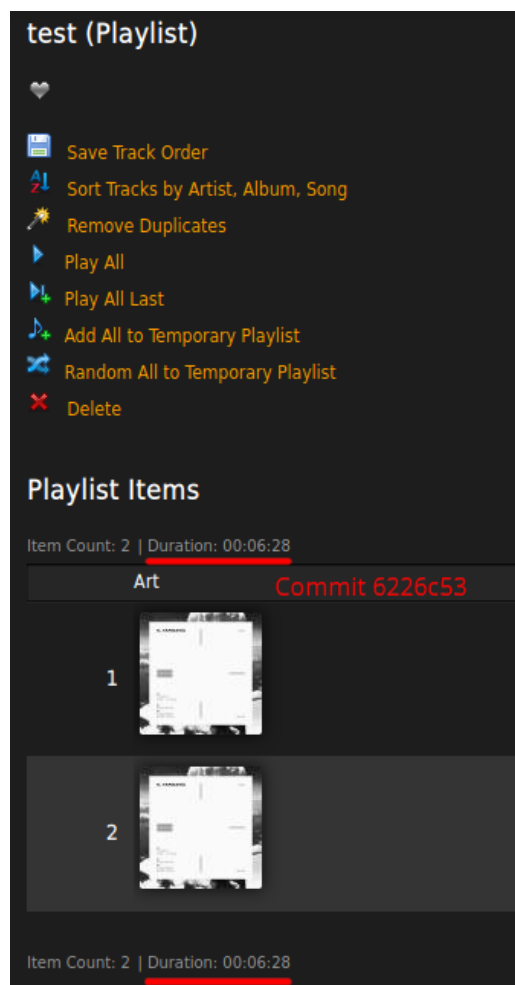 test (Playlist)
Save Track Order
Sort Tracks by Artist, Album, Song
Remove Duplicates
Play All
Play All Last
Add All to Temporary Playlist
Random All to Temporary Playlist
Delete
Playlist Items
Item Count: 2 | Duration: 00:06:28
Art
Commit 6226c53
1
2
Item Count: 2 | Duration: 00:06:28